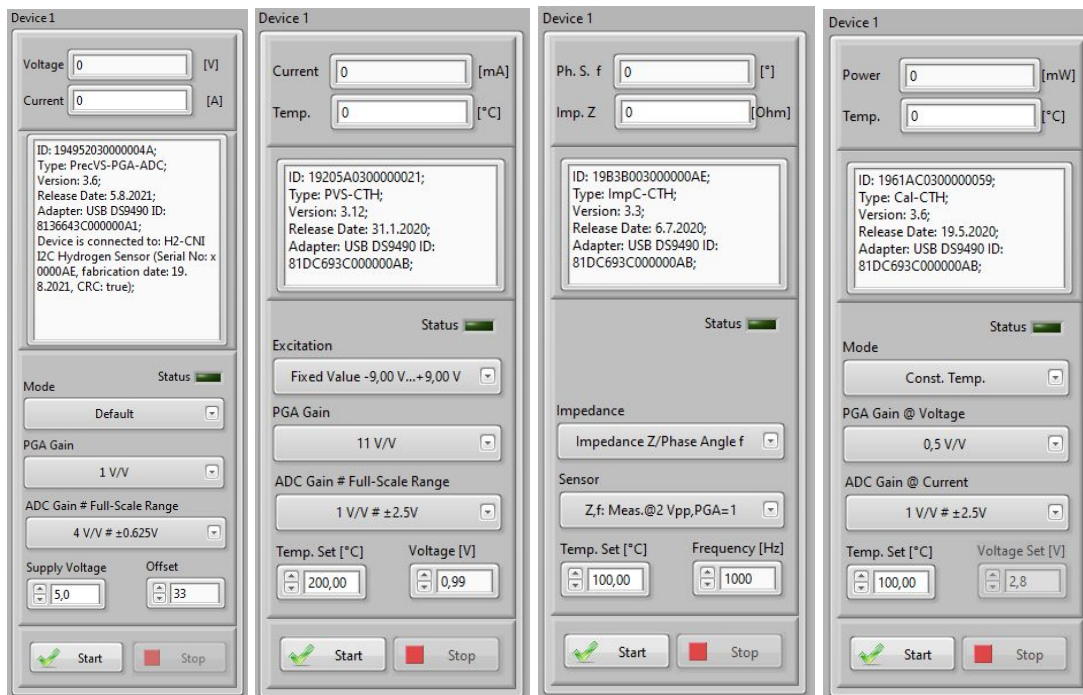 Device 1
Voltage 0 [V]
Current 0 [A]
ID: 194952030000004A;
Type: PrecVS-PGA-ADC;
Version: 3.6;
Release Date: 5.8.2021;
Adapter: USB DS9490 ID:
8136643C000000A1;
Device is connected to: H2-CNI
I2C Hydrogen Sensor (Serial No: x
0000AE, fabrication date: 19.
8.2021, CRC: true);
Status
Mode
Default
PGA Gain
1 V/V
ADC Gain # Full-Scale Range
4 V/V # ±0.625V
Supply Voltage Offset
5,0 33
Start Stop
Device 1
Current 0 [mA]
Temp. 0 [°C]
ID: 19205A0300000021;
Type: PVS-CTH;
Version: 3.12;
Release Date: 31.1.2020;
Adapter: USB DS9490 ID:
81DC693C000000AB;
Status
Excitation
Fixed Value -9,00 V...+9,00 V
PGA Gain
11 V/V
ADC Gain # Full-Scale Range
1 V/V # ±2.5V
Temp. Set [°C] Voltage [V]
200,00 0,99
Start Stop
Device 1
Ph. S. f 0 [°]
Imp. Z 0 [Ohm]
ID: 19B3B003000000AE;
Type: ImpC-CTH;
Version: 3.3;
Release Date: 6.7.2020;
Adapter: USB DS9490 ID:
81DC693C000000AB;
Status
Impedance
Impedance Z/Phase Angle f
Sensor
Z,f: Meas.@2 Vpp,PGA=1
Temp. Set [°C] Frequency [Hz]
100,00 1000
Start Stop
Device 1
Power 0 [mW]
Temp. 0 [°C]
ID: 1961AC0300000059;
Type: Cal-CTH;
Version: 3.6;
Release Date: 19.5.2020;
Adapter: USB DS9490 ID:
81DC693C000000AB;
Status
Mode
Const. Temp.
PGA Gain @ Voltage
0,5 V/V
ADC Gain @ Current
1 V/V # ±2.5V
Temp. Set [°C] Voltage Set [V]
100,00 2,8
Start Stop